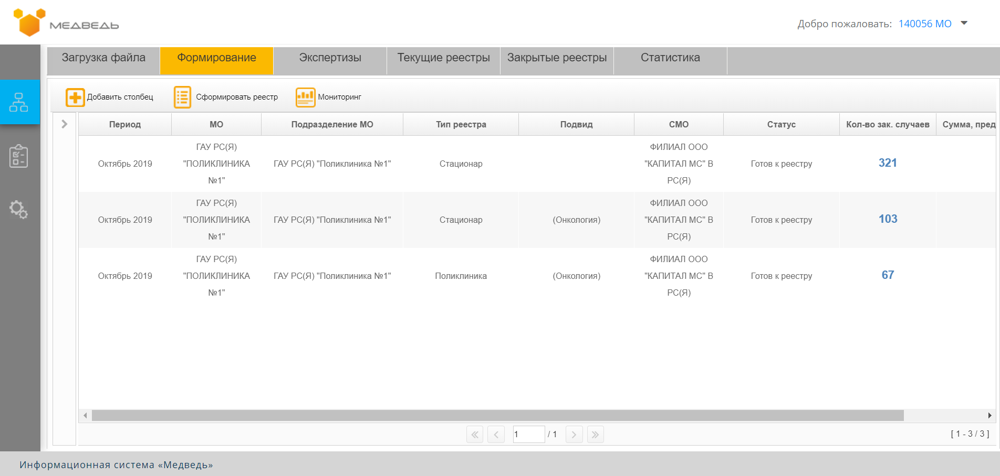 МЕДВЕДЬ
Добро пожаловать: 140056 МО
Загрузка файла Формирование Экспертизы Текущие реестры Закрытые реестры Статистика
Добавить столбец Сформировать реестр Мониторинг
Период МО Подразделение МО Тип реестра Подвид СМО Статус Кол-во зак. случаев Сумма, пред
ГАУ РС(Я) ФИЛИАЛ ООО
Октябрь 2019 "ПОЛИКЛИНИКА ГАУ РС(Я) "Поликлиника №1" Стационар "КАПИТАЛ МС" В Готов к реестру 321
№1" РС(Я)
ГАУ РС(Я) ФИЛИАЛ ООО
Октябрь 2019 "ПОЛИКЛИНИКА ГАУ РС(Я) "Поликлиника №1" Стационар (Онкология) "КАПИТАЛ МС" В Готов к реестру 103
№1" РС(Я)
ГАУ РС(Я) ФИЛИАЛ ООО
Октябрь 2019 "ПОЛИКЛИНИКА ГАУ РС(Я) "Поликлиника №1" Поликлиника (Онкология) "КАПИТАЛ МС" В Готов к реестру 67
№1" РС(Я)
1 / 1 [ 1 - 3 / 3 ]
Информационная система «Медведь»